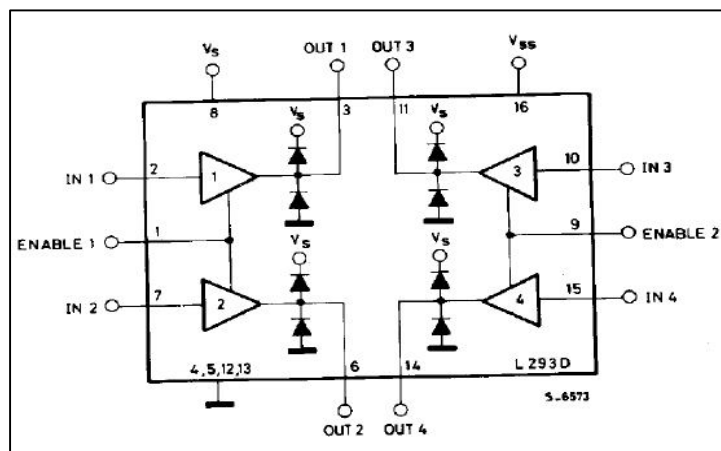 Vs OUT 1 OUT 3 Vss
8 3 11 16
Vs Vs
IN 1 2 1 3 10 IN 3
ENABLE 1 1 9 ENABLE 2
Vs Vs
IN 2 7 2 4 15 IN 4
4,5,12,13 6 14 L293D
S-6573
OUT 2 OUT 4